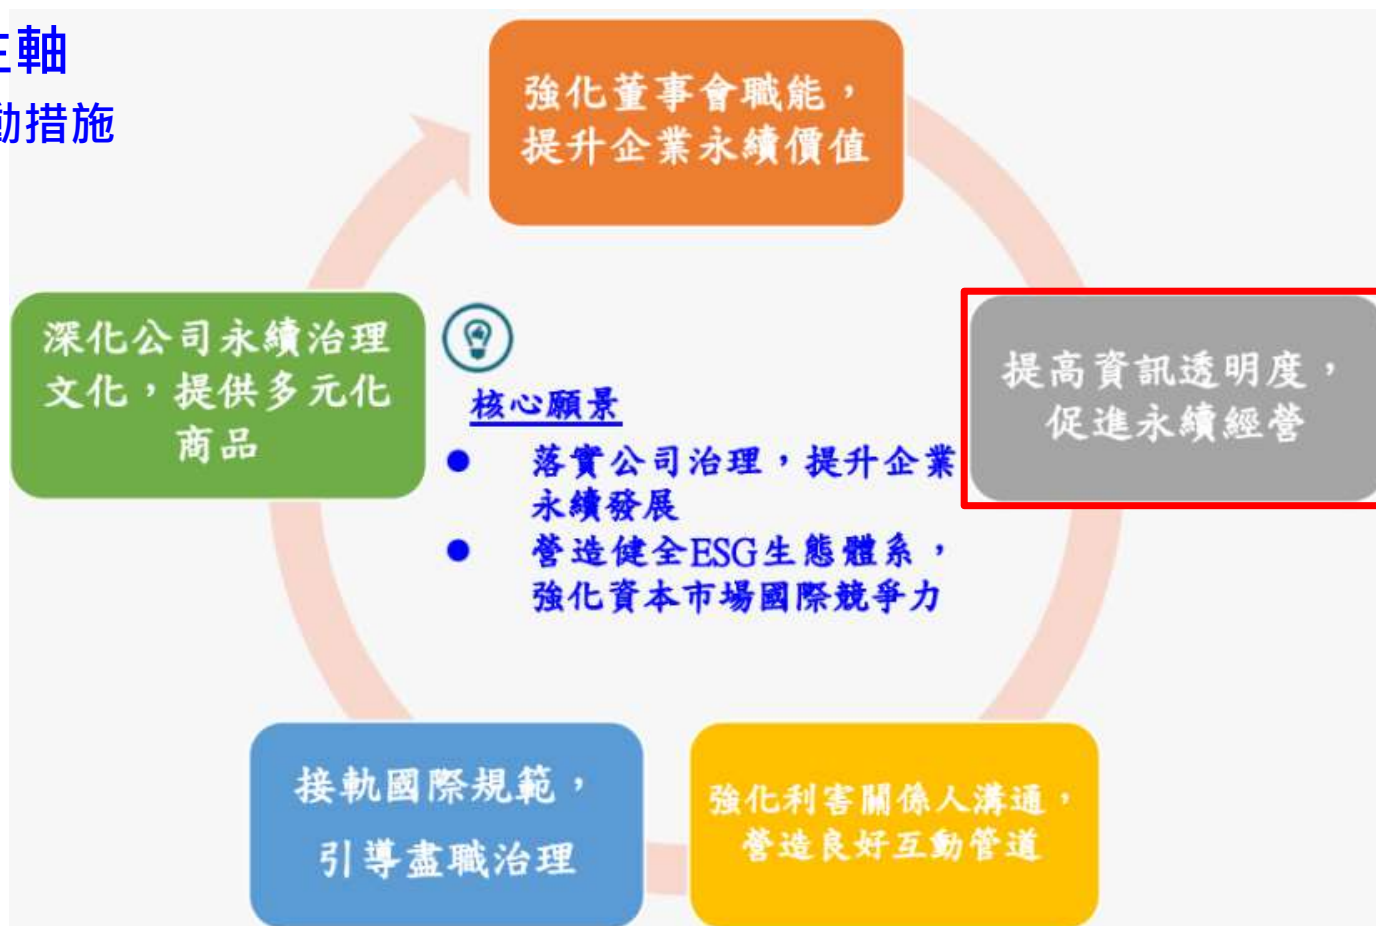 主軸
動措施
強化董事會職能，
提升企業永續價值
提高資訊透明度，
促進永續經營
強化利害關係人溝通，
營造良好互動管道
接軌國際規範，
引導盡職治理
深化公司永續治理
文化，提供多元化
商品
核心願景
● 落實公司治理，提升企業
永續發展
● 營造健全ESG生態體系，
強化資本市場國際競爭力